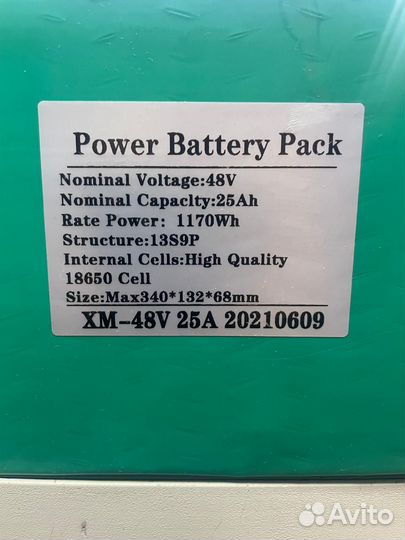 Power Battery Pack
Nominal Voltage:48V
Nominal Capaclty:25Ah
Rate Power: 1170Wh
Structure:13S9P
Internal Cells:High Quality
18650 Cell
Size:Max340*132*68mm
XM-48V 25A 20210609
Avito